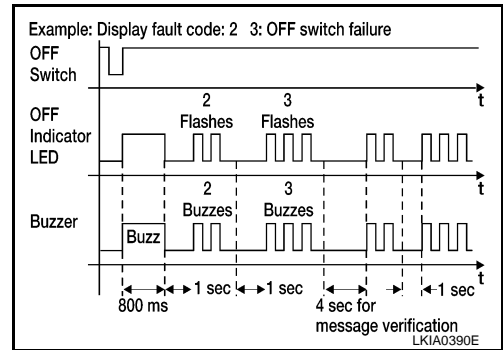 Example: Display fault code: 2 3: OFF switch failure
OFF
Switch
t
OFF
Indicator
LED
2
Flashes
3
Flashes
t
Buzzer
Buzz
2
Buzzes
3
Buzzes
t
800 ms
1 sec
1 sec
4 sec for
message verification
1 sec
LKIA0390E